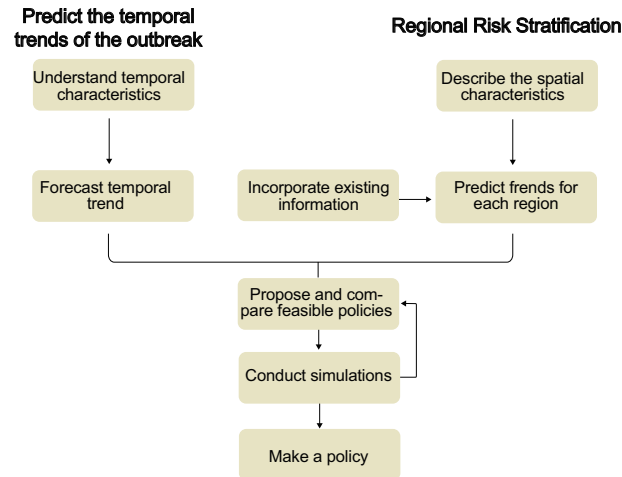 Predict the temporal
trends of the outbreak
Regional Risk Stratification
Understand temporal
characteristics
Describe the spatial
characteristics
Forecast temporal
trend
Incorporate existing
information
Predict frends for
each region
Propose and com-
pare feasible policies
Conduct simulations
Make a policy